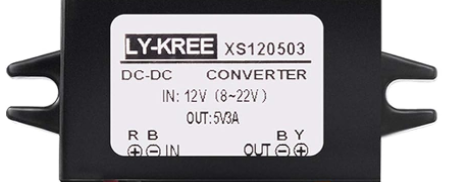 LY-KREE XS120503
DC-DC CONVERTER
IN: 12V (8~22V)
OUT:5V3A
R B B Y
⊕⊖IN OUT⊖⊕